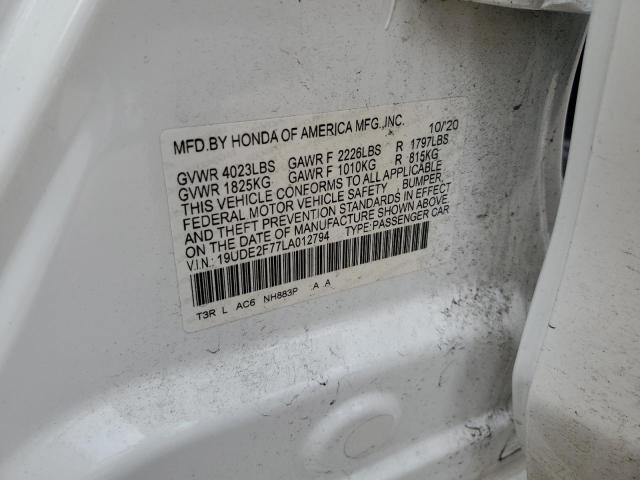 MFD.BY HONDA OF AMERICA MFG.,INC. 10/'20
GVWR 4023LBS GAWR F 2226LBS R 1797LBS
GVWR 1825KG GAWR F 1010KG R 815KG
THIS VEHICLE CONFORMS TO ALL APPLICABLE
FEDERAL MOTOR VEHICLE SAFETY , BUMPER,
AND THEFT PREVENTION STANDARDS IN EFFECT
ON THE DATE OF MANUFACTURE SHOWN ABOVE.
V.I.N.: 19UDE2F77LA012794 TYPE:PASSENGER CAR
T3R L AC6 NH883P A A